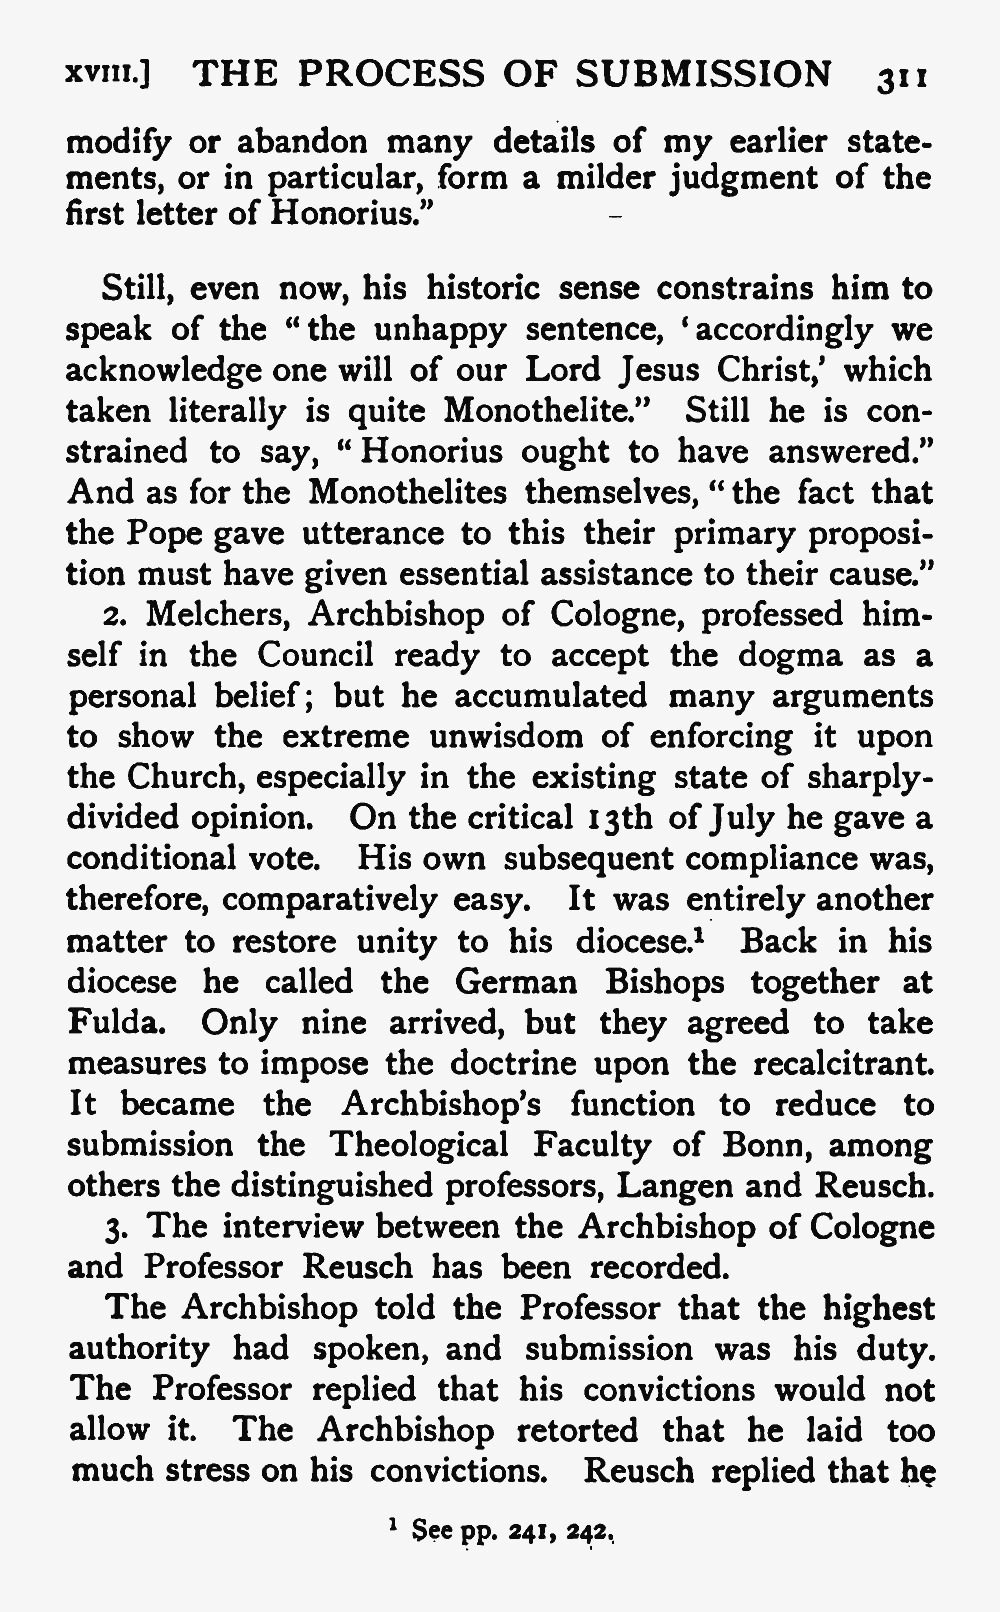 XVIII.] THE PROCESS OF SUBMISSION 311
modify or abandon many details of my earlier state-
ments, or in particular, form a milder judgment of the
first letter of Honorius.”
Still, even now, his historic sense constrains him to
speak of the “the unhappy sentence, ‘accordingly we
acknowledge one will of our Lord Jesus Christ,’ which
taken literally is quite Monothelite.” Still he is con-
strained to say, “Honorius ought to have answered.”
And as for the Monothelites themselves, “the fact that
the Pope gave utterance to this their primary proposi-
tion must have given essential assistance to their cause.”
2. Melchers, Archbishop of Cologne, professed him-
self in the Council ready to accept the dogma as a
personal belief; but he accumulated many arguments
to show the extreme unwisdom of enforcing it upon
the Church, especially in the existing state of sharply-
divided opinion. On the critical 13th of July he gave a
conditional vote. His own subsequent compliance was,
therefore, comparatively easy. It was entirely another
matter to restore unity to his diocese.¹ Back in his
diocese he called the German Bishops together at
Fulda. Only nine arrived, but they agreed to take
measures to impose the doctrine upon the recalcitrant.
It became the Archbishop’s function to reduce to
submission the Theological Faculty of Bonn, among
others the distinguished professors, Langen and Reusch.
3. The interview between the Archbishop of Cologne
and Professor Reusch has been recorded.
The Archbishop told the Professor that the highest
authority had spoken, and submission was his duty.
The Professor replied that his convictions would not
allow it. The Archbishop retorted that he laid too
much stress on his convictions. Reusch replied that he
¹ See pp. 241, 242.